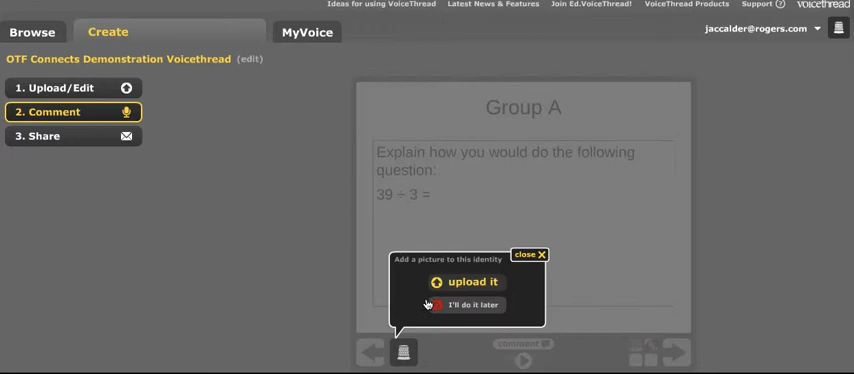 Ideas for using VoiceThread Latest News & Features Join Ed.VoiceThread! VoiceThread Products Support ? voicethread
Browse Create MyVoice jaccalder@rogers.com
OTF Connects Demonstration Voicethread (edit)
1. Upload/Edit
2. Comment
3. Share
Group A
Explain how you would do the following
question:
39 ÷ 3 =
close X
Add a picture to this identity
upload it
I'll do it later
comment